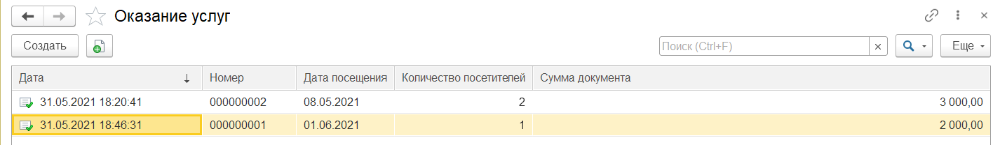 Оказание услуг
Создать Поиск (Ctrl+F) × Еще
Дата ↓ Номер Дата посещения Количество посетителей Сумма документа
31.05.2021 18:20:41 000000002 08.05.2021 2 3 000,00
31.05.2021 18:46:31 000000001 01.06.2021 1 2 000,00